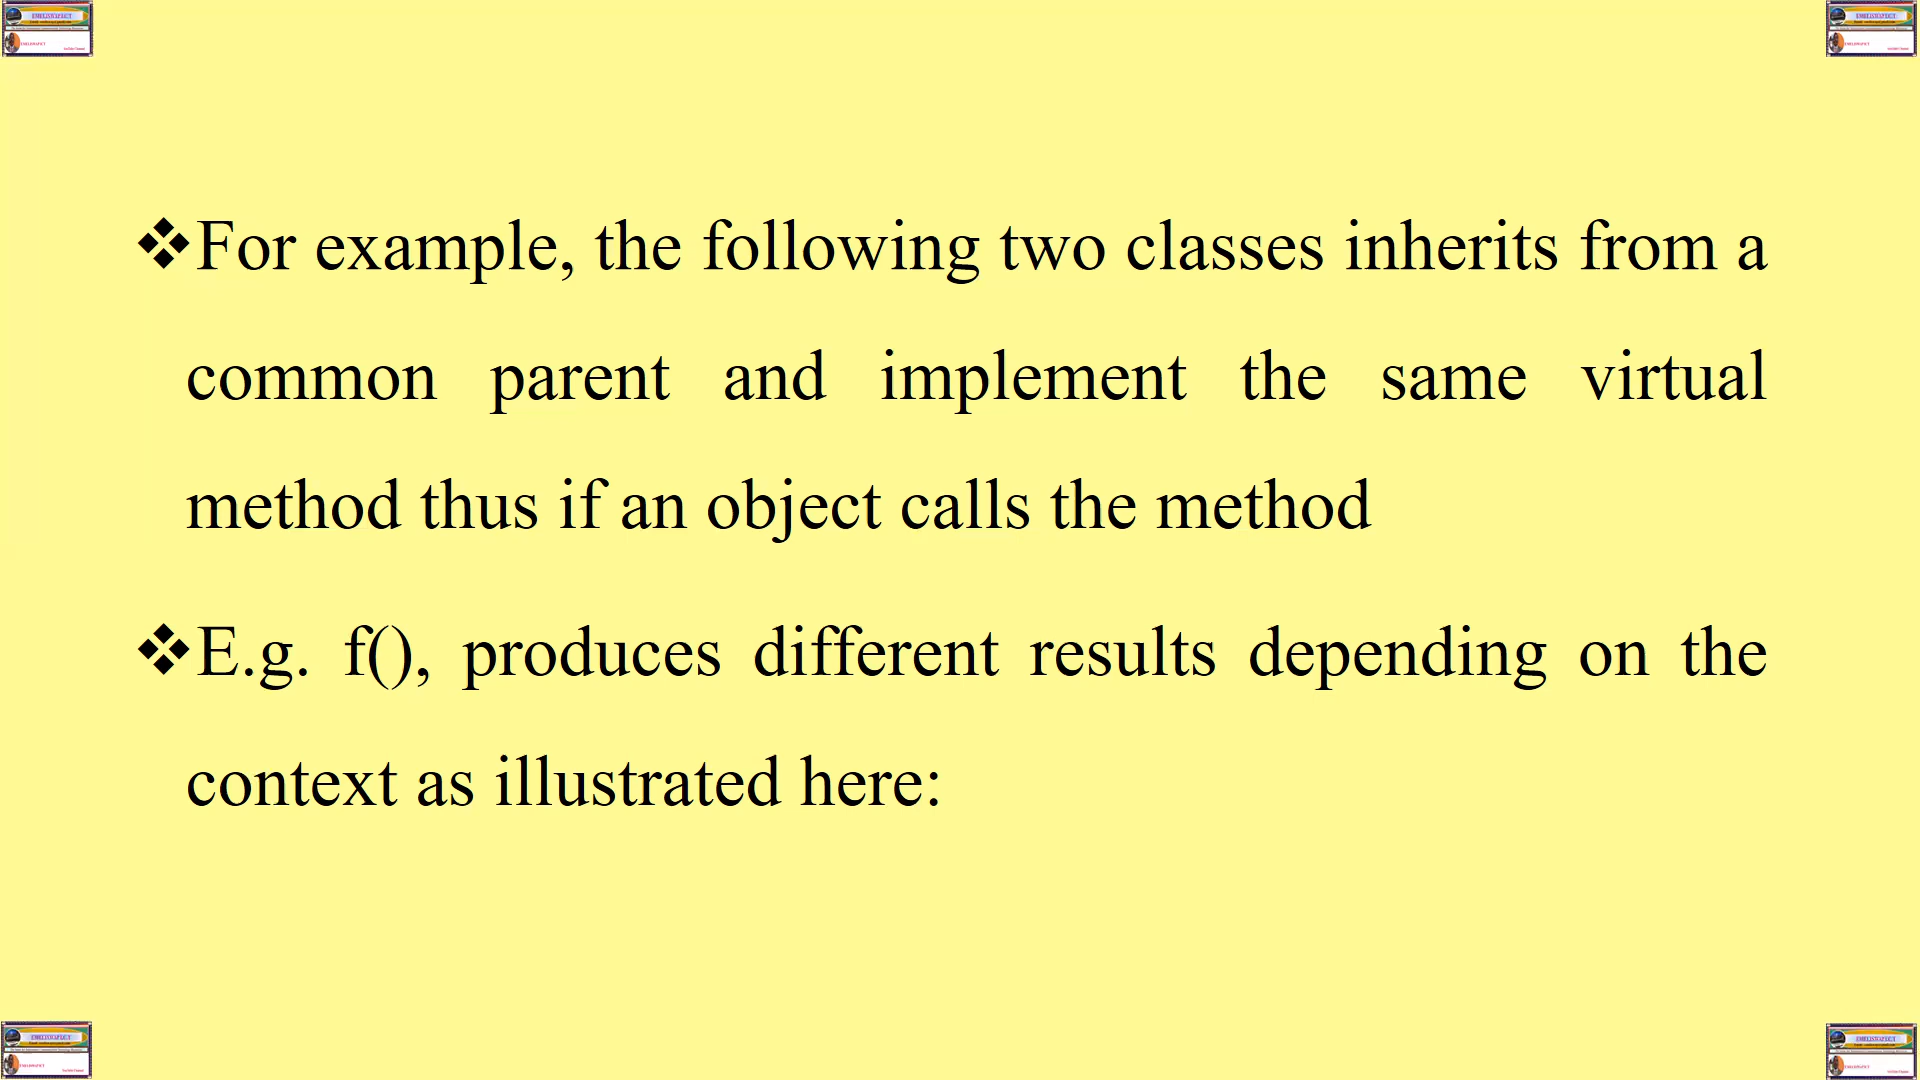 ❖For example, the following two classes inherits from a
common parent and implement the same virtual
method thus if an object calls the method
❖E.g. f(), produces different results depending on the
context as illustrated here: